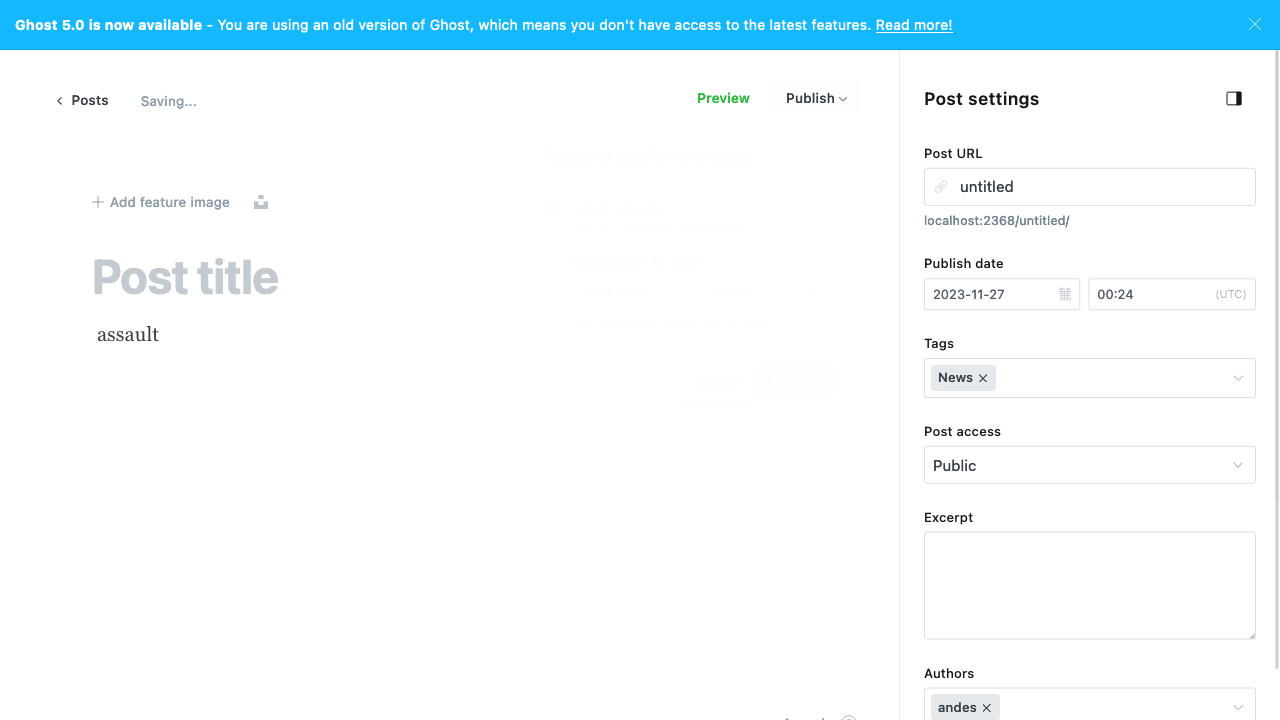 Ghost 5.0 is now available - You are using an old version of Ghost, which means you don't have access to the latest features. Read more!
Posts
Saving...
Preview
Publish
Add feature image
Post title
assault
Post settings
Post URL
untitled
localhost:2368/untitled/
Publish date
2023-11-27
00:24
(UTC)
Tags
News
Post access
Public
Excerpt
Authors
andes